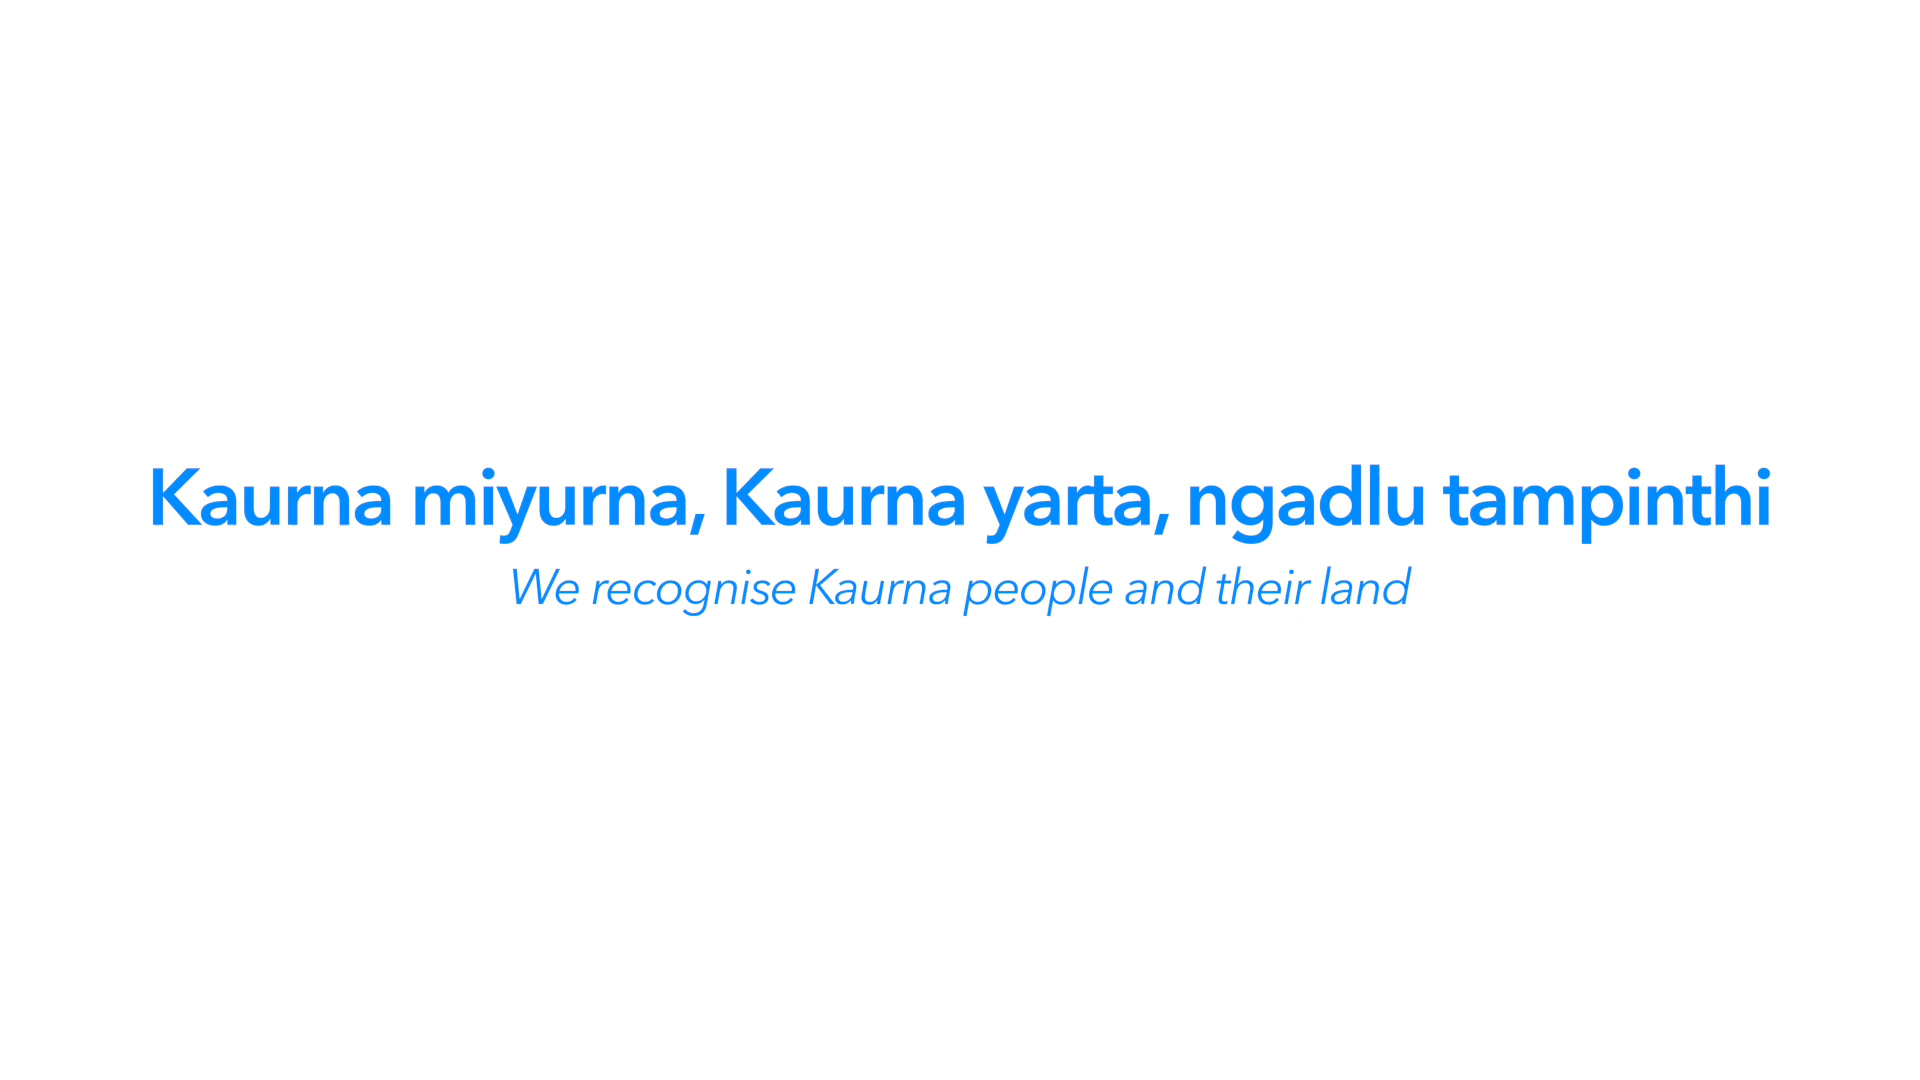 Kaurna miyurna, Kaurna yarta, ngadlu tampinthi
We recognise Kaurna people and their land